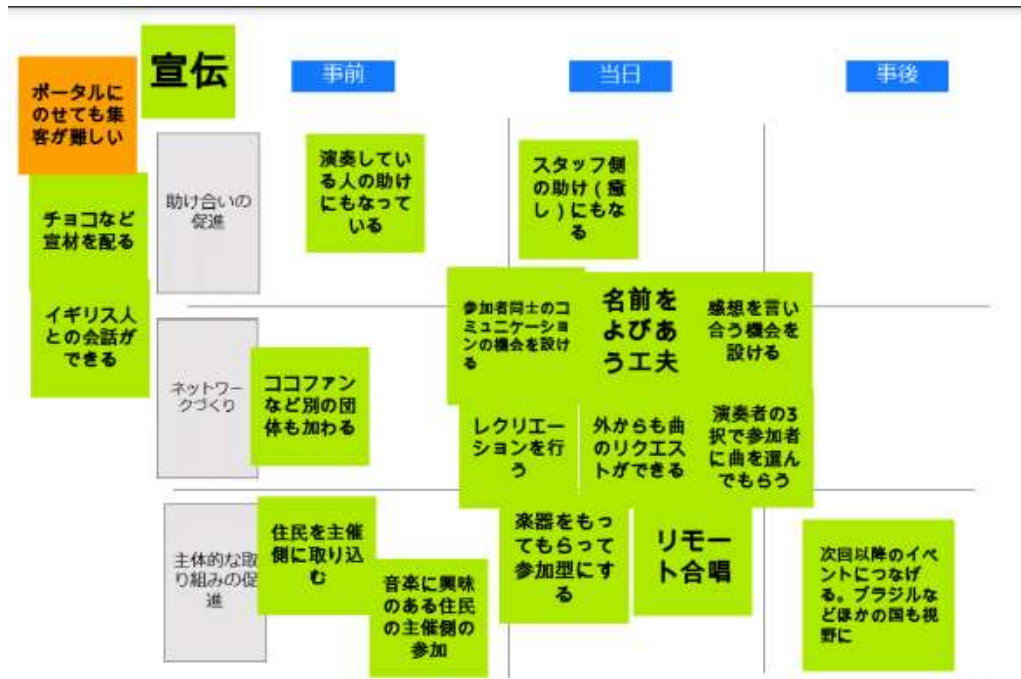 宣伝
事前
当日
事後
ポータルに
のせても集
客が難しい
チョコなど
宣材を配る
イギリス人
との会話が
できる
助け合いの
促進
演奏してい
る人の助け
にもなって
いる
スタッフ側
の助け(癒
し)にもな
る
ネットワー
クづくり
ココファン
など別の団
体も加わる
参加者同士のコ
ミュニケーショ
ンの機会を設け
る
名前を
よびあ
う工夫
感想を言い
合う機会を
設ける
レクリエー
ションを行
う
外からも曲
のリクエス
トができる
演奏者の3
択で参加者
に曲を選ん
でもらう
主体的な取
り組みの促
進
住民を主催
側に取り込
む
音楽に興味
のある住民
の主催側の
参加
楽器をもっ
てもらって
参加型にす
る
リモー
ト合唱
次回以降のイベ
ントにつなげ
る。ブラジルな
どほかの国も視
野に